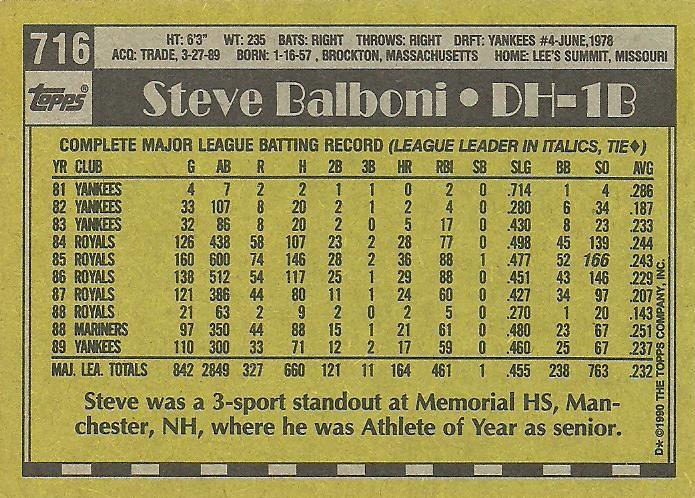 716
HT: 6'3" WT: 235 BATS: RIGHT THROWS: RIGHT DRFT: YANKEES #4-JUNE,1978
ACQ: TRADE, 3-27-89 BORN: 1-16-57 , BROCKTON, MASSACHUSETTS HOME: LEE'S SUMMIT, MISSOURI
TOPPS®
Steve Balboni • DH-1B
COMPLETE MAJOR LEAGUE BATTING RECORD (LEAGUE LEADER IN ITALICS, TIE♦)
YR CLUB G AB R H 2B 3B HR RBI SB SLG BB SO AVG
81 YANKEES 4 7 2 2 1 1 0 2 0 .714 1 4 .286
82 YANKEES 33 107 8 20 2 1 2 4 0 .280 6 34 .187
83 YANKEES 32 86 8 20 2 0 5 17 0 .430 8 23 .233
84 ROYALS 126 438 58 107 23 2 28 77 0 .498 45 139 .244
85 ROYALS 160 600 74 146 28 2 36 88 1 .477 52 166 .243
86 ROYALS 138 512 54 117 25 1 29 88 0 .451 43 146 .229
87 ROYALS 121 386 44 80 11 1 24 60 0 .427 34 97 .207
88 ROYALS 21 63 2 9 2 0 2 5 0 .270 1 20 .143
88 MARINERS 97 350 44 88 15 1 21 61 0 .480 23 67 .251
89 YANKEES 110 300 33 71 12 2 17 59 0 .460 25 67 .237
MAJ. LEA. TOTALS 842 2849 327 660 121 11 164 461 1 .455 238 763 .232
Steve was a 3-sport standout at Memorial HS, Man-
chester, NH, where he was Athlete of Year as senior.
D* ©1990 THE TOPPS COMPANY, INC.